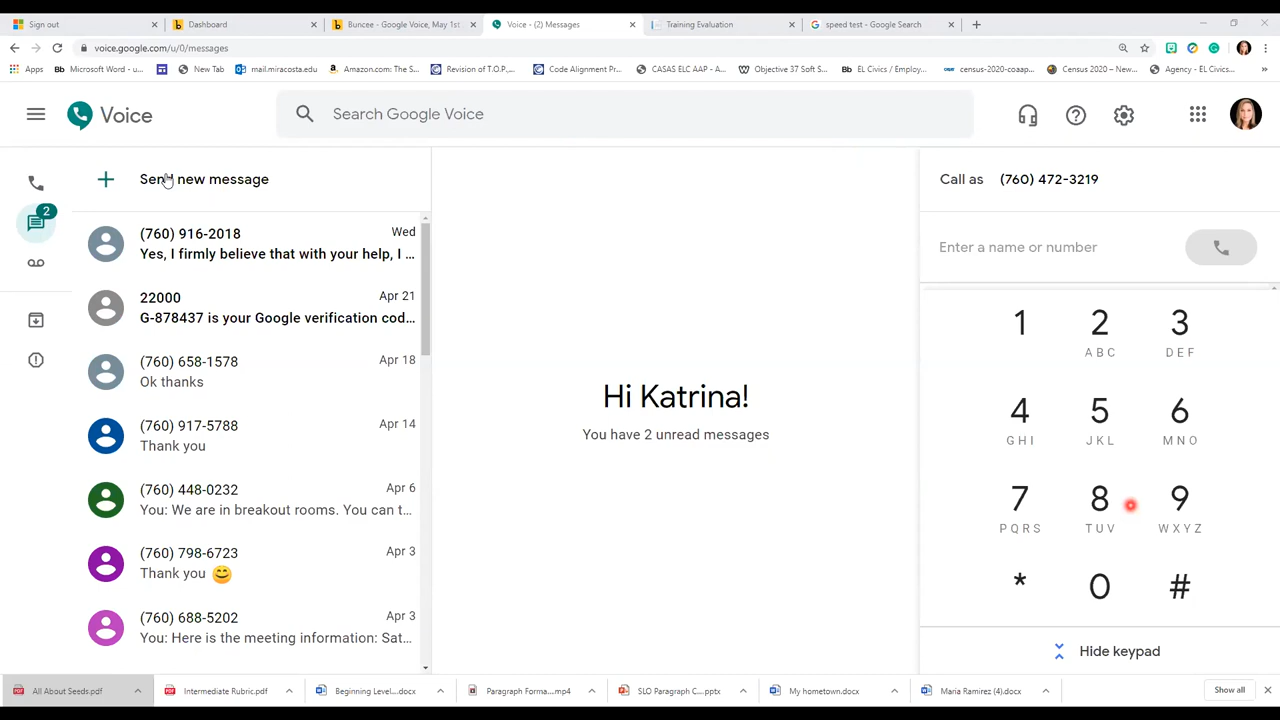 Sign out
Dashboard
Buncee - Google Voice, May 1st
Voice - (2) Messages
Training Evaluation
speed test - Google Search
voice.google.com/u/0/messages
Apps
Microsoft Word - u...
New Tab
mail.miracosta.edu
Amazon.com: The S...
Revision of T.O.P,...
Code Alignment Pr...
CASAS ELC AAP - A...
Objective 37 Soft S...
EL Civics / Employ...
census-2020-coaap...
Census 2020 – New...
Agency - EL Civics...
Voice
Search Google Voice
Send new message
Call as (760) 472-3219
2
(760) 916-2018 Wed
Yes, I firmly believe that with your help, I ...
Enter a name or number
22000 Apr 21
G-878437 is your Google verification cod...
(760) 658-1578 Apr 18
Ok thanks
(760) 917-5788 Apr 14
Thank you
(760) 448-0232 Apr 6
You: We are in breakout rooms. You can t...
(760) 798-6723 Apr 3
Thank you 😊
(760) 688-5202 Apr 3
You: Here is the meeting information: Sat...
Hi Katrina!
You have 2 unread messages
1 2 3
ABC DEF
4 5 6
GHI JKL MNO
7 8 9
PQRS TUV WXYZ
* 0 #
Hide keypad
All About Seeds.pdf
Intermediate Rubric.pdf
Beginning Level....docx
Paragraph Forma....mp4
SLO Paragraph C....pptx
My hometown.docx
Maria Ramirez (4).docx
Show all